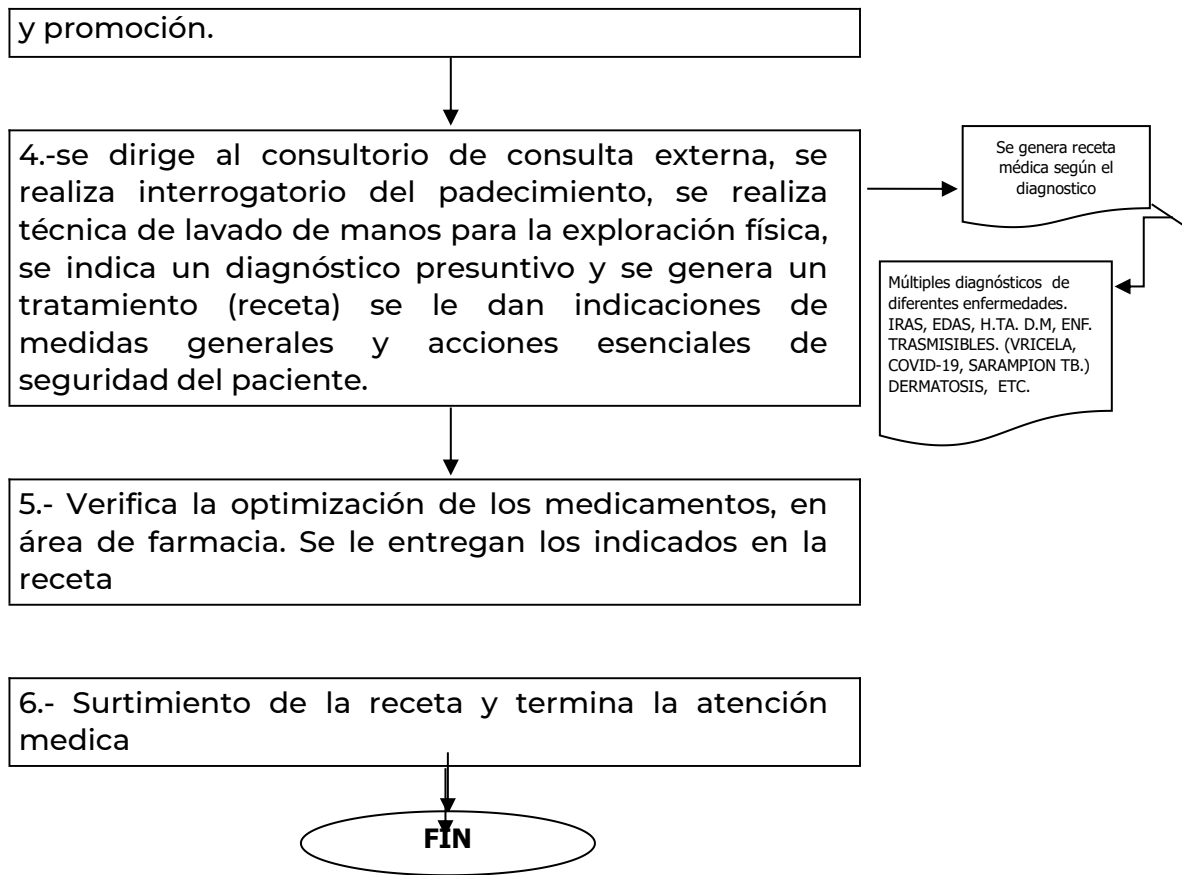 y promoción.
4.-se dirige al consultorio de consulta externa, se
realiza interrogatorio del padecimiento, se realiza
técnica de lavado de manos para la exploración física,
se indica un diagnóstico presuntivo y se genera un
tratamiento (receta) se le dan indicaciones de
medidas generales y acciones esenciales de
seguridad del paciente.
Se genera receta
médica según el
diagnostico
Múltiples diagnósticos de
diferentes enfermedades.
IRAS, EDAS, H.TA. D.M, ENF.
TRASMISIBLES. (VRICELA,
COVID-19, SARAMPION TB.)
DERMATOSIS, ETC.
5.- Verifica la optimización de los medicamentos, en
área de farmacia. Se le entregan los indicados en la
receta
6.- Surtimiento de la receta y termina la atención
medica
FIN